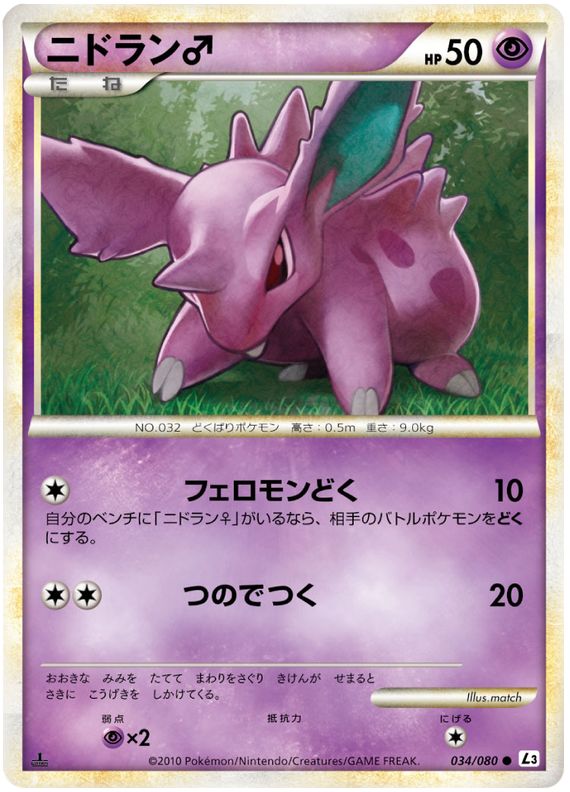 ニドラン♂
HP 50
たね
NO.032 どくばりポケモン 高さ：0.5m 重さ：9.0kg
フェロモンどく 10
自分のベンチに「ニドラン♀」がいるなら、相手のバトルポケモンをどく
にする。
つのでつく 20
おおきな みみを たてて まわりをさぐり きけんが せまると
さきに こうげきを しかけてくる。
Illus.match
弱点 抵抗力 にげる
×2
©2010 Pokémon/Nintendo/Creatures/GAME FREAK.
034/080 ● L3